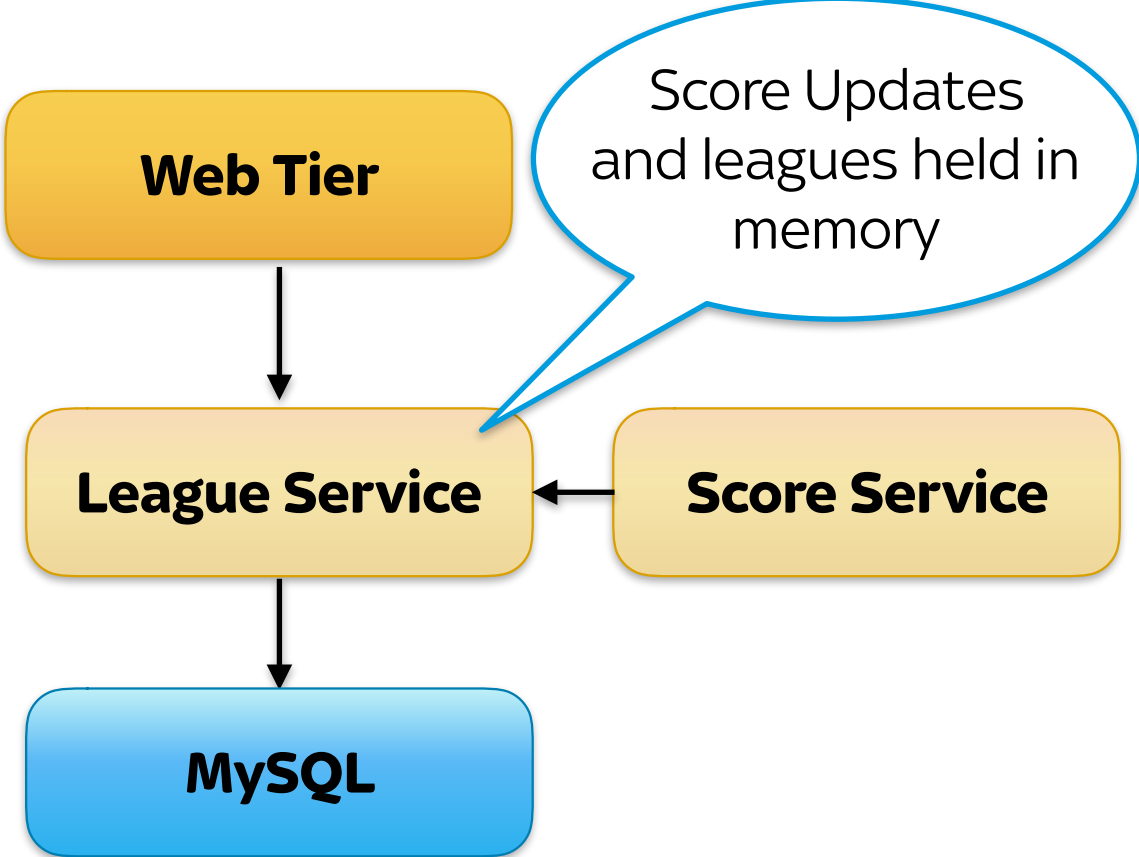 Score Updates
and leagues held in
memory
Web Tier
League Service
Score Service
MySQL